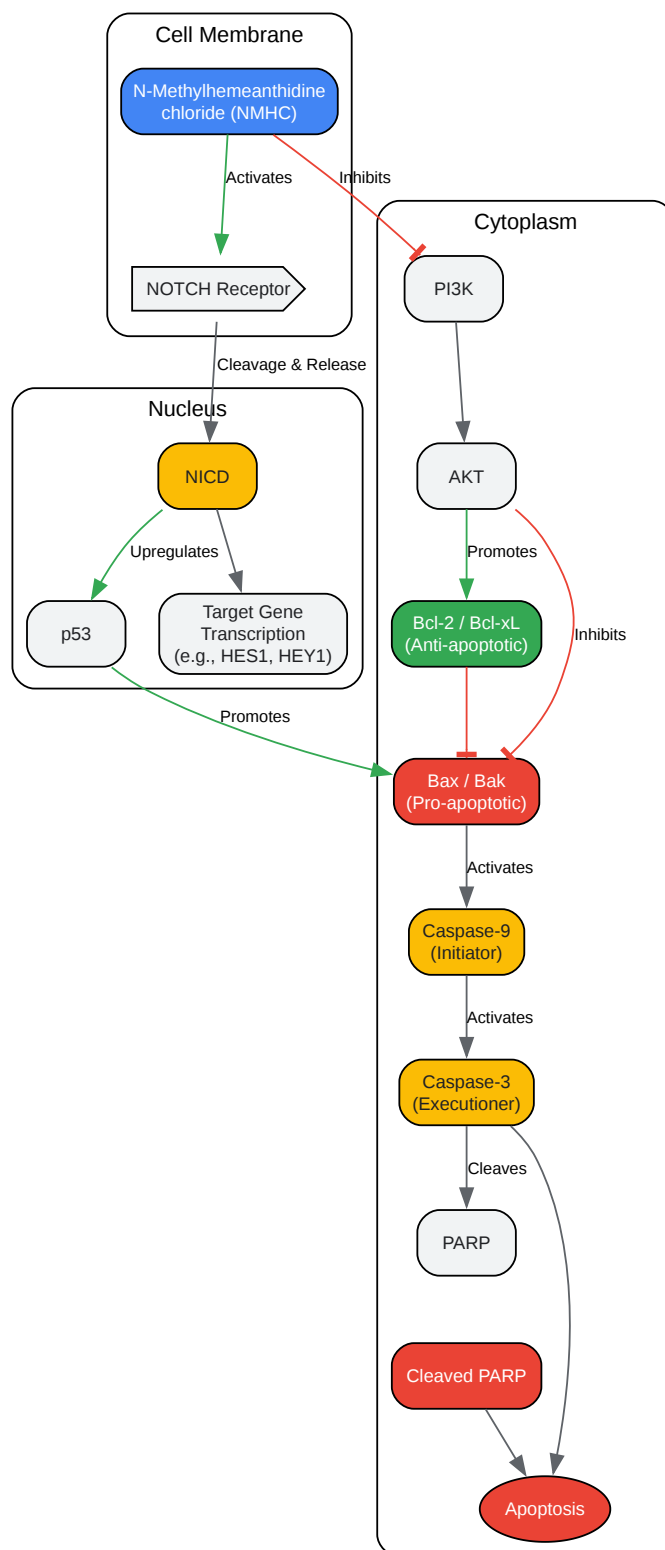 Cell Membrane
N-Methylhemeanthidine
chloride (NMHC)
Activates
Inhibits
Cytoplasm
NOTCH Receptor
PI3K
Cleavage & Release
Nucleus
NICD
AKT
Upregulates
Promotes
p53
Target Gene
Transcription
(e.g., HES1, HEY1)
Bcl-2 / Bcl-xL
(Anti-apoptotic)
Inhibits
Promotes
Bax / Bak
(Pro-apoptotic)
Activates
Caspase-9
(Initiator)
Activates
Caspase-3
(Executioner)
Cleaves
PARP
Cleaved PARP
Apoptosis